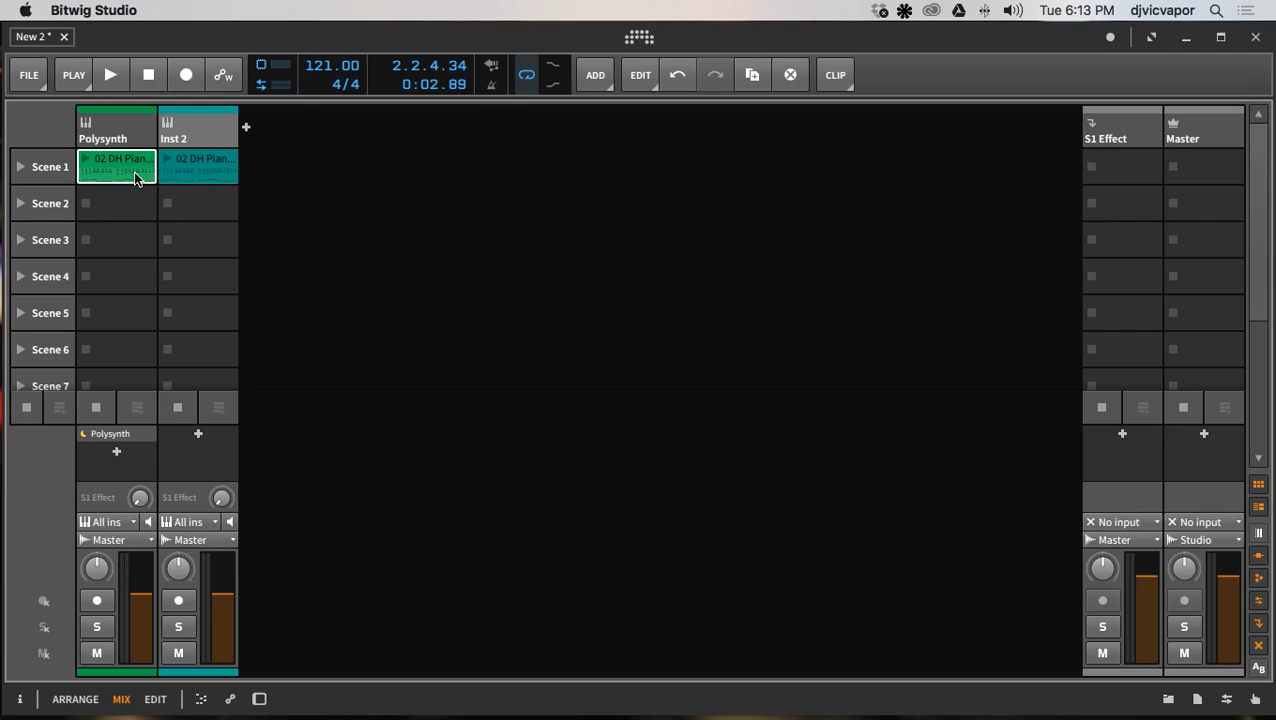 Bitwig Studio
Tue 6:13 PM djvicvapor
New 2 *
FILE PLAY 121.00 2.2.4.34 ADD EDIT CLIP
4/4 0:02.89
Polysynth Inst 2 S1 Effect Master
Scene 1 02 DH Pian... 02 DH Pian...
Scene 2
Scene 3
Scene 4
Scene 5
Scene 6
Scene 7
Polysynth
S1 Effect S1 Effect
All ins All ins No input No input
Master Master Master Studio
S S S S S
M M M M M
ARRANGE MIX EDIT
AB